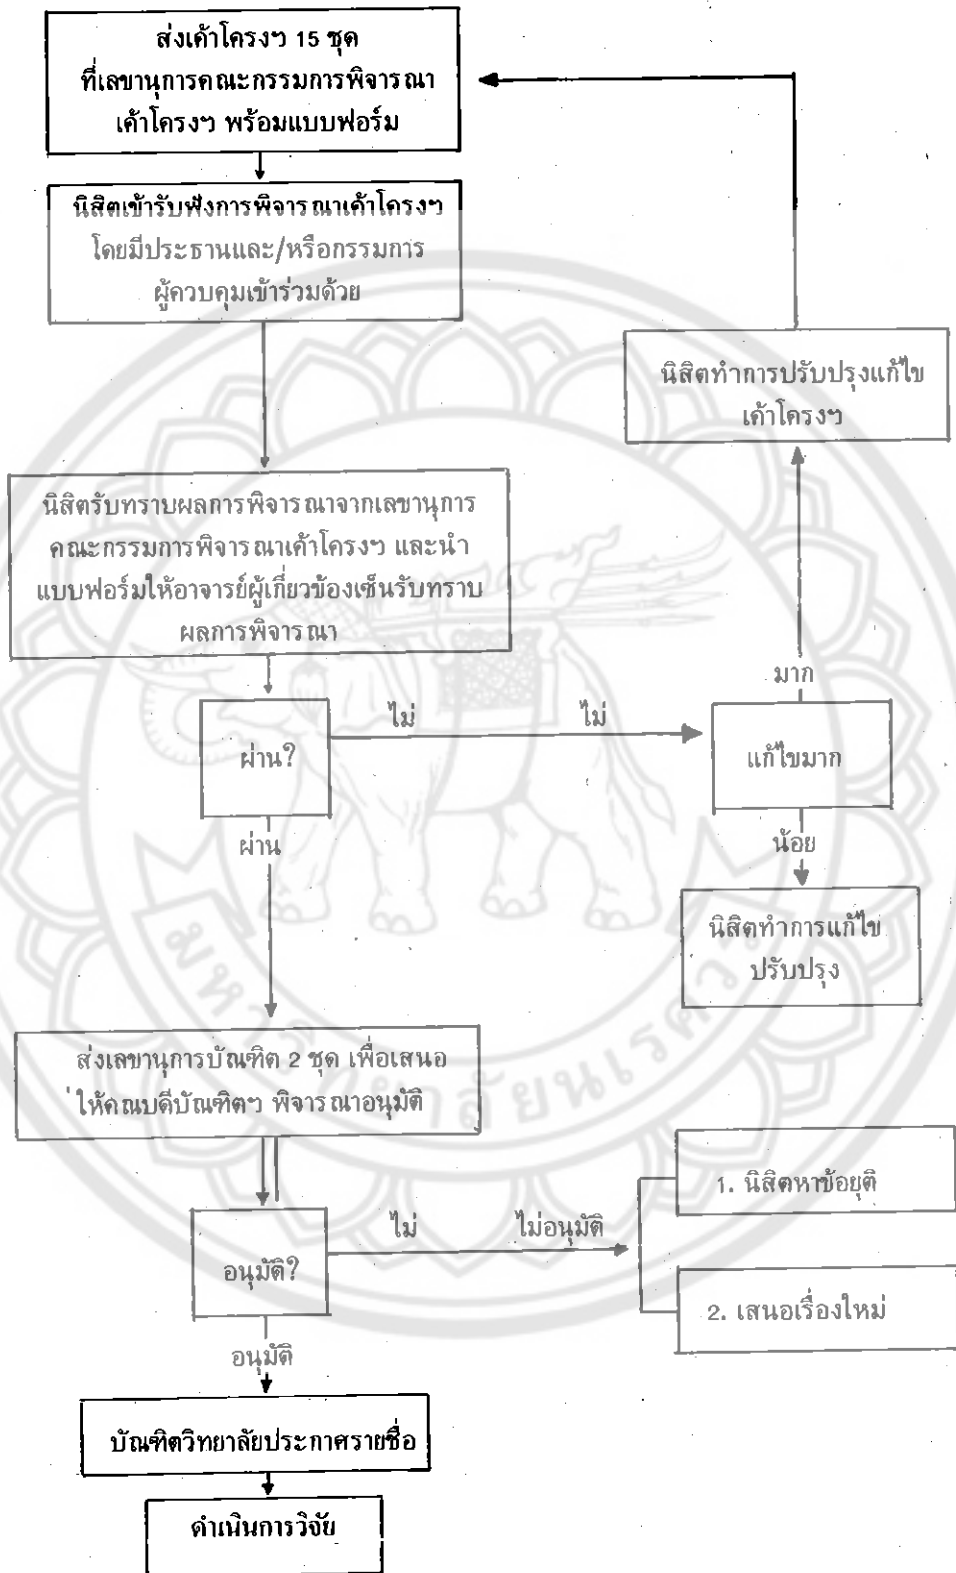 ส่งเค้าโครงฯ 15 ชุด
ที่เลขานุการคณะกรรมการพิจารณา
เค้าโครงฯ พร้อมแบบฟอร์ม
นิสิตเข้ารับฟังการพิจารณาเค้าโครงฯ
โดยมีประธานและ/หรือกรรมการ
ผู้ควบคุมเข้าร่วมด้วย
นิสิตทำการปรับปรุงแก้ไข
เค้าโครงฯ
นิสิตรับทราบผลการพิจารณาจากเลขานุการ
คณะกรรมการพิจารณาเค้าโครงฯ และนำ
แบบฟอร์มให้อาจารย์ผู้เกี่ยวข้องเซ็นรับทราบ
ผลการพิจารณา
มาก
ไม่ ไม่
ผ่าน?
แก้ไขมาก
ผ่าน
น้อย
นิสิตทำการแก้ไข
ปรับปรุง
มหาวิทยาลัยนเรศวร
ส่งเลขานุการบัณฑิต 2 ชุด เพื่อเสนอ
ให้คณบดีบัณฑิตฯ พิจารณาอนุมัติ
1. นิสิตหาข้อยุติ
ไม่ ไม่อนุมัติ
อนุมัติ?
2. เสนอเรื่องใหม่
อนุมัติ
บัณฑิตวิทยาลัยประกาศรายชื่อ
ดำเนินการวิจัย